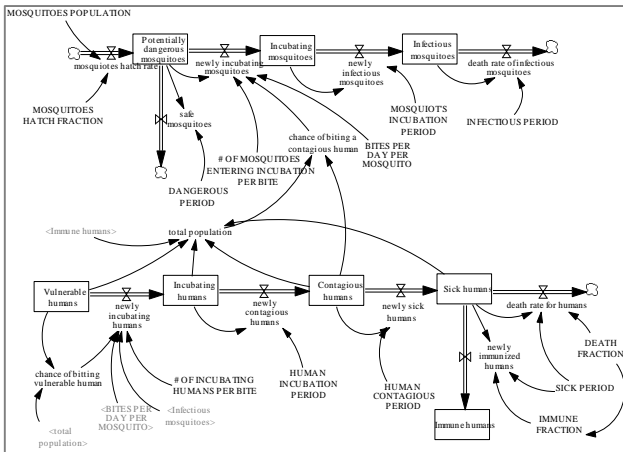 MOSQUITOES POPULATION
Potentially
dangerous
mosquitoes
mosquiotes hatch rate
newly incubating
mosquitoes
Incubating
mosquitoes
newly
infectious
mosquitoes
Infectious
mosquitoes
death rate of infectious
mosquitoes
MOSQUITOES
HATCH FRACTION
safe
mosquitoes
DANGEROUS
PERIOD
# OF MOSQUITOES
ENTERING INCUBATION
PER BITE
chance of biting a
contagious human
MOSQUIOT'S
INCUBATION
PERIOD
BITES PER
DAY PER
MOSQUITO
INFECTIOUS PERIOD
<Immune humans>
total population
Vulnerable
humans
newly
incubating
humans
Incubating
humans
newly
contagious
humans
Contagious
humans
newly sick
humans
Sick humans
death rate for humans
chance of bitting
vulnerable human
# OF INCUBATING
HUMANS PER BITE
HUMAN
INCUBATION
PERIOD
HUMAN
CONTAGIOUS
PERIOD
newly
immunized
humans
DEATH
FRACTION
SICK PERIOD
IMMUNE
FRACTION
Immune humans
<total
population>
<BITES PER
DAY PER
MOSQUITO>
<Infectious
mosquitoes>